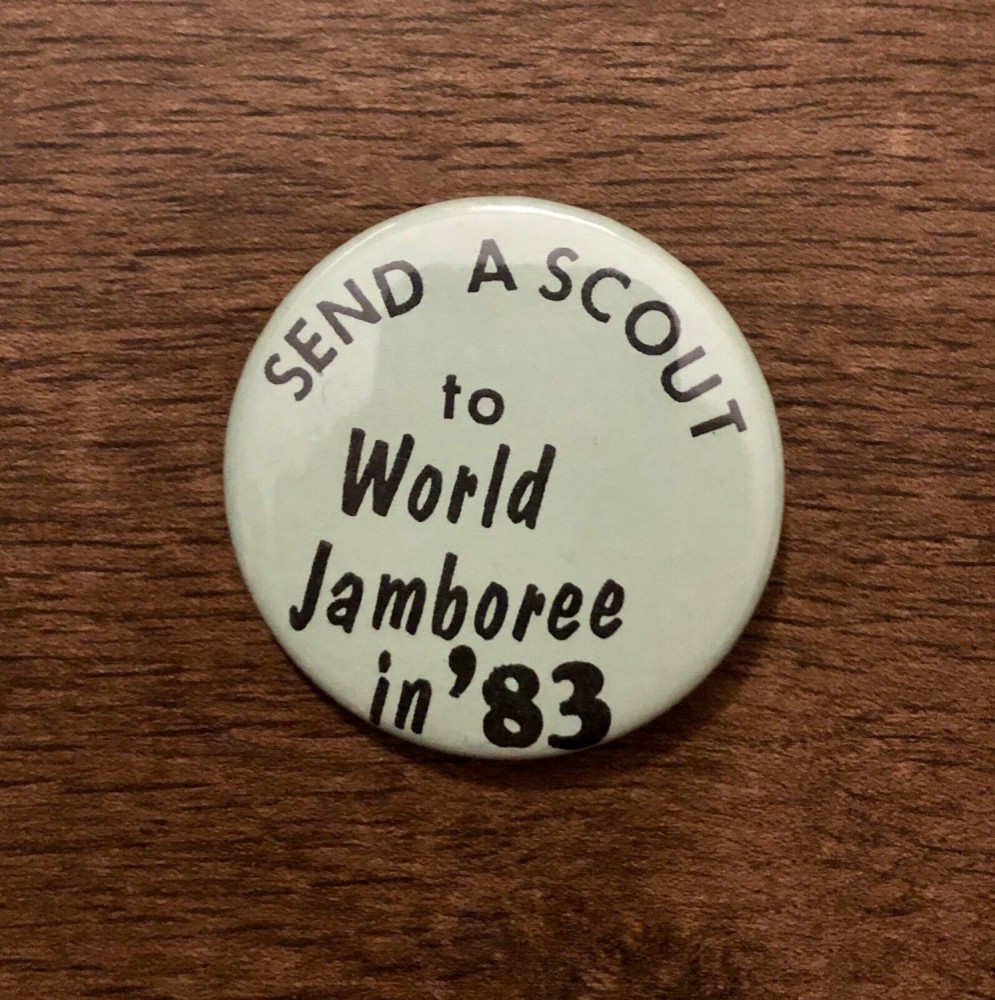 SEND A SCOUT
to
World
Jamboree
in '83